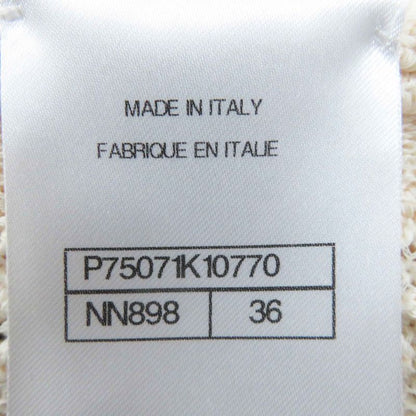 MADE IN ITALY
FABRIQUE EN ITALIE
P75071K10770
NN898 36